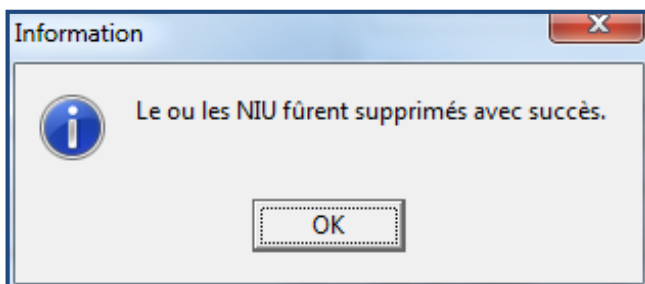 Information
Le ou les NIU fûrent supprimés avec succès.
OK